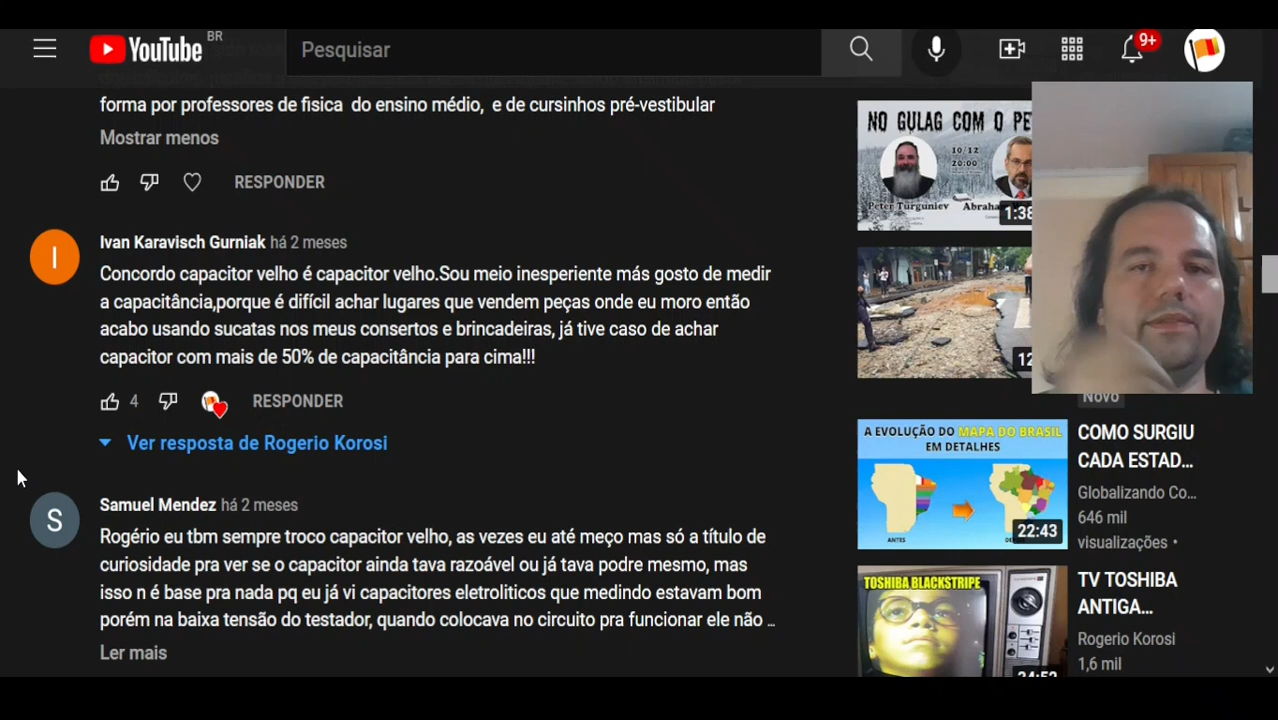 BR
YouTube
Pesquisar
9+
forma por professores de fisica do ensino médio, e de cursinhos pré-vestibular
Mostrar menos
RESPONDER
I
Ivan Karavisch Gurniak há 2 meses
Concordo capacitor velho é capacitor velho.Sou meio inesperiente más gosto de medir
a capacitância,porque é difícil achar lugares que vendem peças onde eu moro então
acabo usando sucatas nos meus consertos e brincadeiras, já tive caso de achar
capacitor com mais de 50% de capacitância para cima!!!
4
RESPONDER
Ver resposta de Rogerio Korosi
S
Samuel Mendez há 2 meses
Rogério eu tbm sempre troco capacitor velho, as vezes eu até meço mas só a título de
curiosidade pra ver se o capacitor ainda tava razoável ou já tava podre mesmo, mas
isso n é base pra nada pq eu já vi capacitores eletroliticos que medindo estavam bom
porém na baixa tensão do testador, quando colocava no circuito pra funcionar ele não ...
Ler mais
NO GULAG COM O PE
10/12
20:00
Peter Turguniev
Abraha
1:38
12
Novo
A EVOLUÇÃO DO MAPA DO BRASIL
EM DETALHES
ANTES
22:43
COMO SURGIU
CADA ESTAD...
Globalizando Co...
646 mil
visualizações •
TOSHIBA BLACKSTRIPE
24:52
TV TOSHIBA
ANTIGA...
Rogerio Korosi
1,6 mil